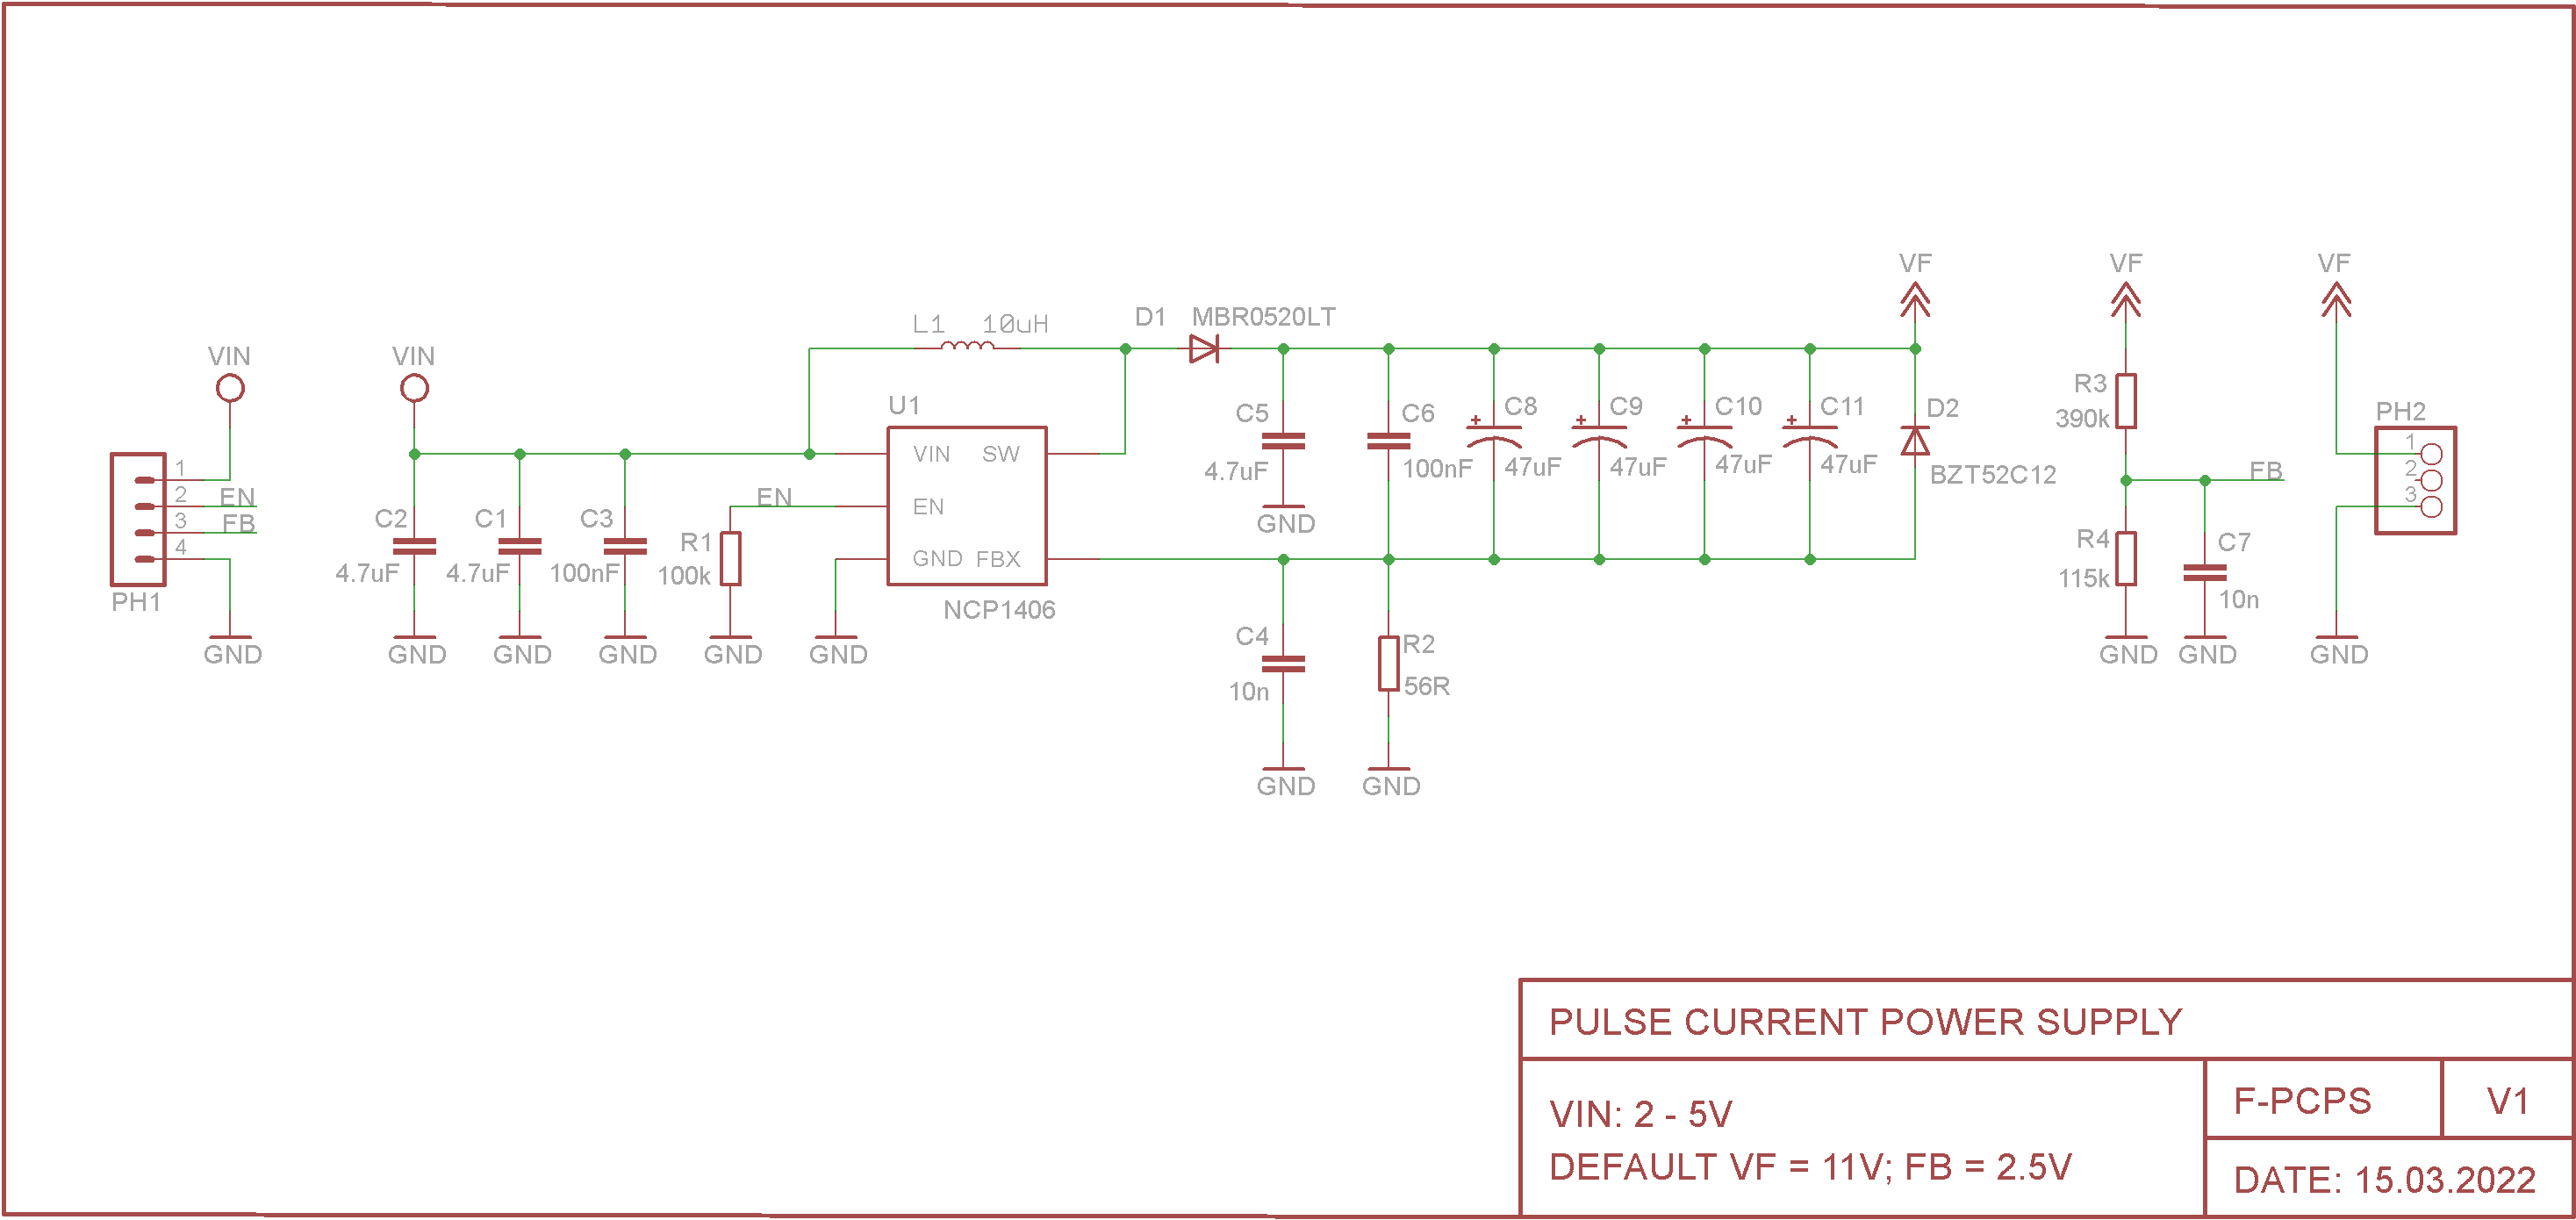 VIN
1
2 EN
3 FB
4
PH1
GND
VIN
C2
4.7uF
GND
C1
4.7uF
GND
C3
100nF
GND
EN
R1
100k
GND
L1 10uH
U1
VIN SW
EN
GND FBX
NCP1406
GND
D1 MBR0520LT
C5
4.7uF
GND
C6
100nF
+ C8
47uF
+ C9
47uF
+ C10
47uF
+ C11
47uF
VF
D2
BZT52C12
C4
10n
GND
R2
56R
GND
VF
R3
390k
FB
R4
115k
GND
C7
10n
GND
VF
PH2
1
2
3
GND
PULSE CURRENT POWER SUPPLY
VIN: 2 - 5V
DEFAULT VF = 11V; FB = 2.5V
F-PCPS V1
DATE: 15.03.2022